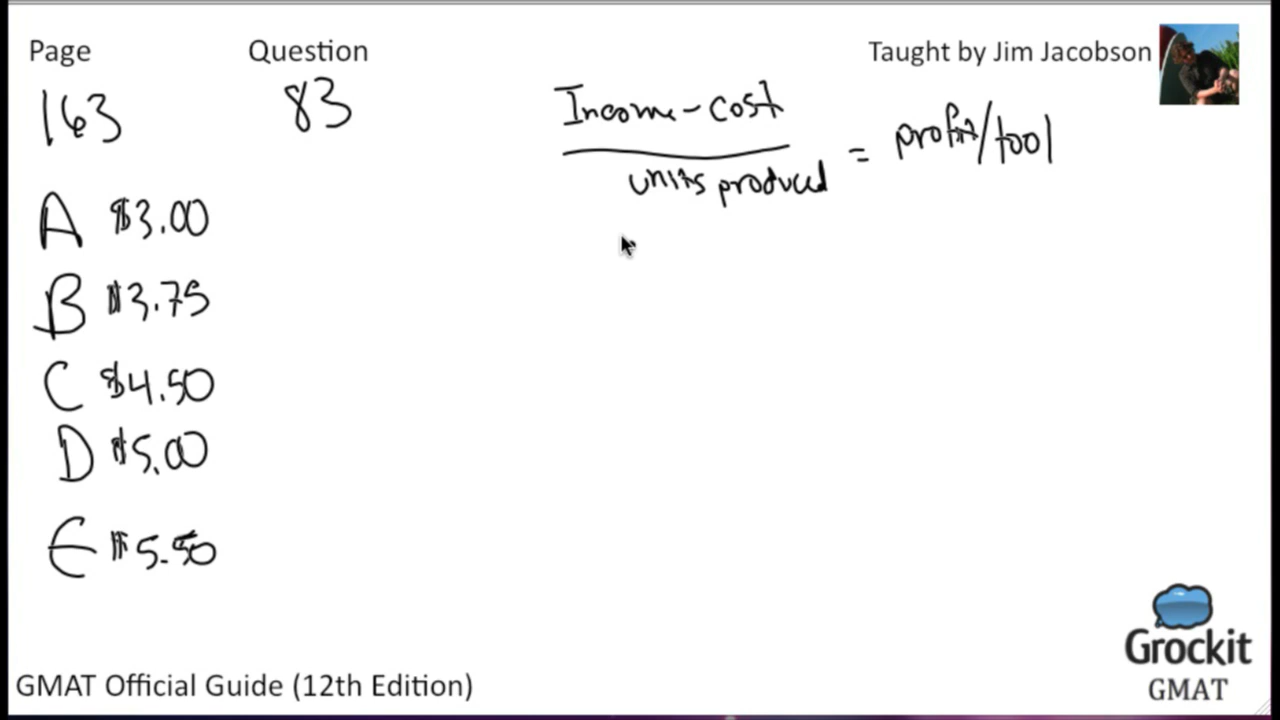 Page Question Taught by Jim Jacobson
163 83
Income - cost
units produced = profit/tool
A $3.00
B $3.75
C $4.50
D $5.00
E $5.50
Grockit
GMAT
GMAT Official Guide (12th Edition)